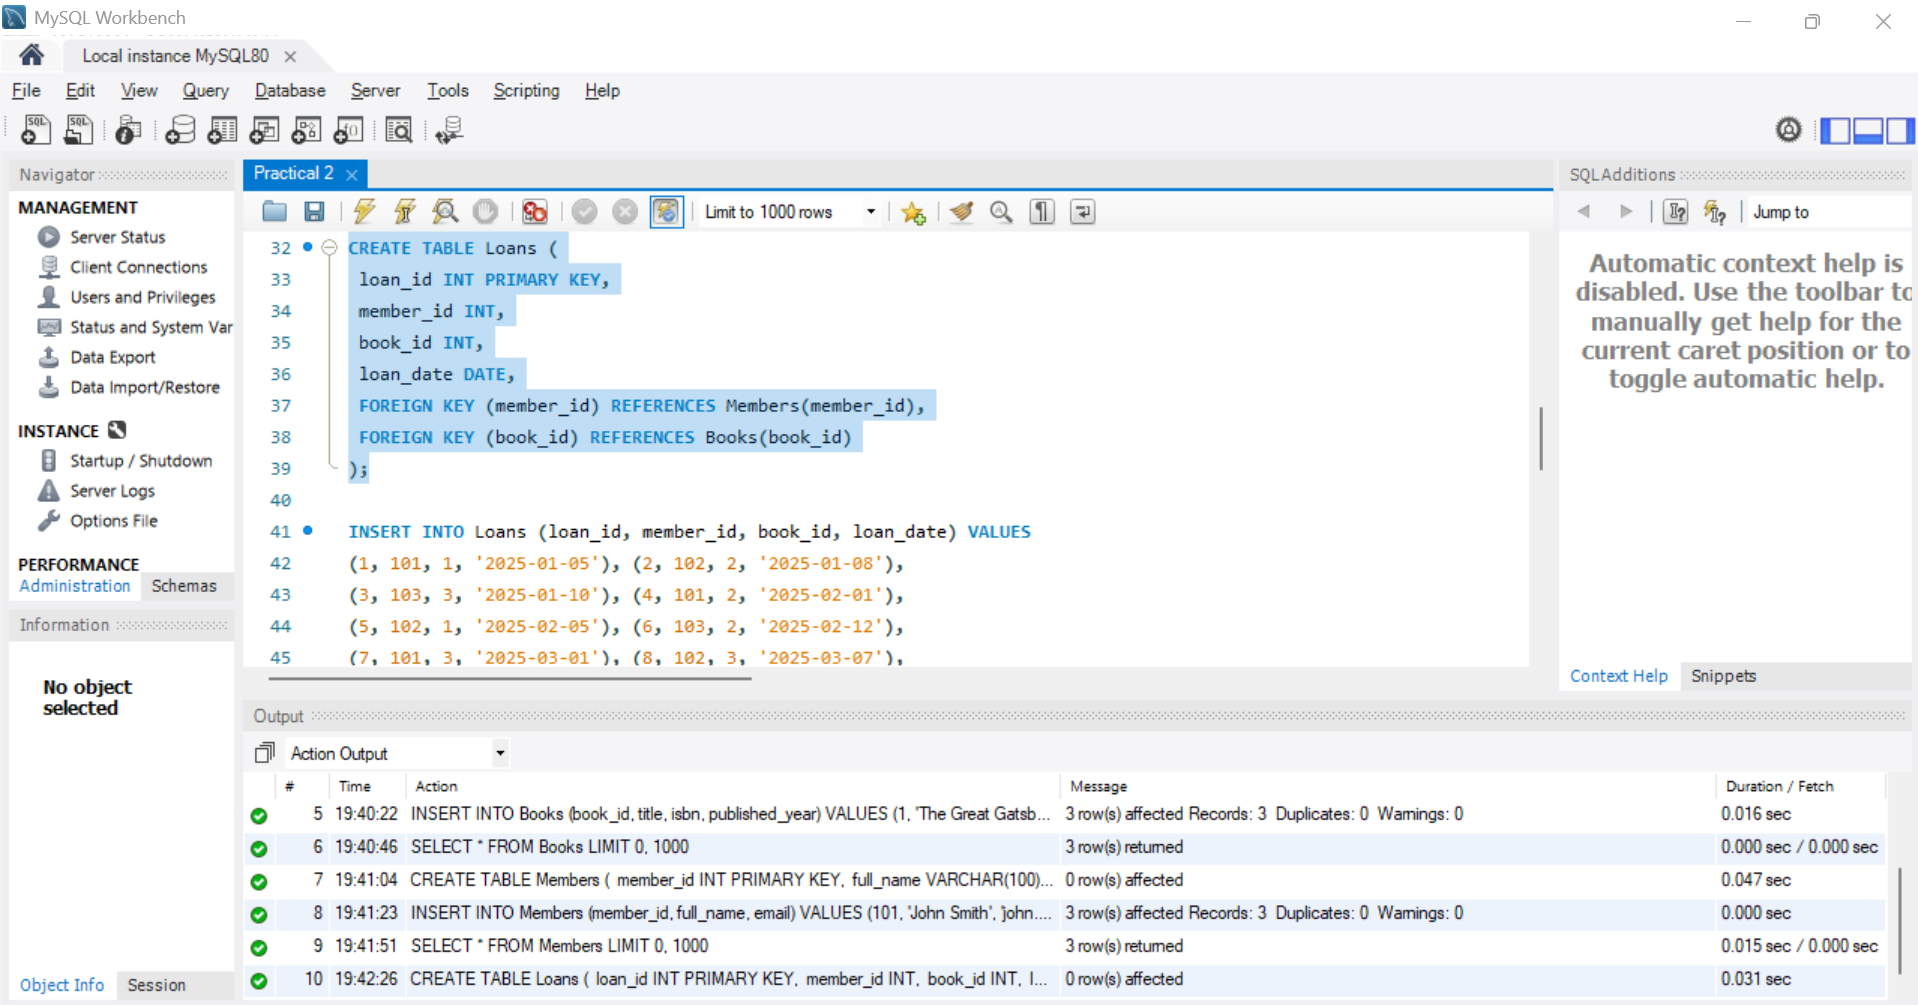 MySQL Workbench
Local instance MySQL80
File Edit View Query Database Server Tools Scripting Help
Navigator
MANAGEMENT
Server Status
Client Connections
Users and Privileges
Status and System Var
Data Export
Data Import/Restore
INSTANCE
Startup / Shutdown
Server Logs
Options File
PERFORMANCE
Administration Schemas
Information
No object
selected
Object Info Session
Practical 2
Limit to 1000 rows
32 CREATE TABLE Loans (
33 loan_id INT PRIMARY KEY,
34 member_id INT,
35 book_id INT,
36 loan_date DATE,
37 FOREIGN KEY (member_id) REFERENCES Members(member_id),
38 FOREIGN KEY (book_id) REFERENCES Books(book_id)
39 );
40
41 INSERT INTO Loans (loan_id, member_id, book_id, loan_date) VALUES
42 (1, 101, 1, '2025-01-05'), (2, 102, 2, '2025-01-08'),
43 (3, 103, 3, '2025-01-10'), (4, 101, 2, '2025-02-01'),
44 (5, 102, 1, '2025-02-05'), (6, 103, 2, '2025-02-12'),
45 (7, 101, 3, '2025-03-01'), (8, 102, 3, '2025-03-07'),
SQLAdditions
Jump to
Automatic context help is
disabled. Use the toolbar to
manually get help for the
current caret position or to
toggle automatic help.
Context Help Snippets
Output
Action Output
# Time Action Message Duration / Fetch
5 19:40:22 INSERT INTO Books (book_id, title, isbn, published_year) VALUES (1, 'The Great Gatsb... 3 row(s) affected Records: 3 Duplicates: 0 Warnings: 0 0.016 sec
6 19:40:46 SELECT * FROM Books LIMIT 0, 1000 3 row(s) returned 0.000 sec / 0.000 sec
7 19:41:04 CREATE TABLE Members ( member_id INT PRIMARY KEY, full_name VARCHAR(100)... 0 row(s) affected 0.047 sec
8 19:41:23 INSERT INTO Members (member_id, full_name, email) VALUES (101, 'John Smith', 'john.... 3 row(s) affected Records: 3 Duplicates: 0 Warnings: 0 0.000 sec
9 19:41:51 SELECT * FROM Members LIMIT 0, 1000 3 row(s) returned 0.015 sec / 0.000 sec
10 19:42:26 CREATE TABLE Loans ( loan_id INT PRIMARY KEY, member_id INT, book_id INT, l... 0 row(s) affected 0.031 sec